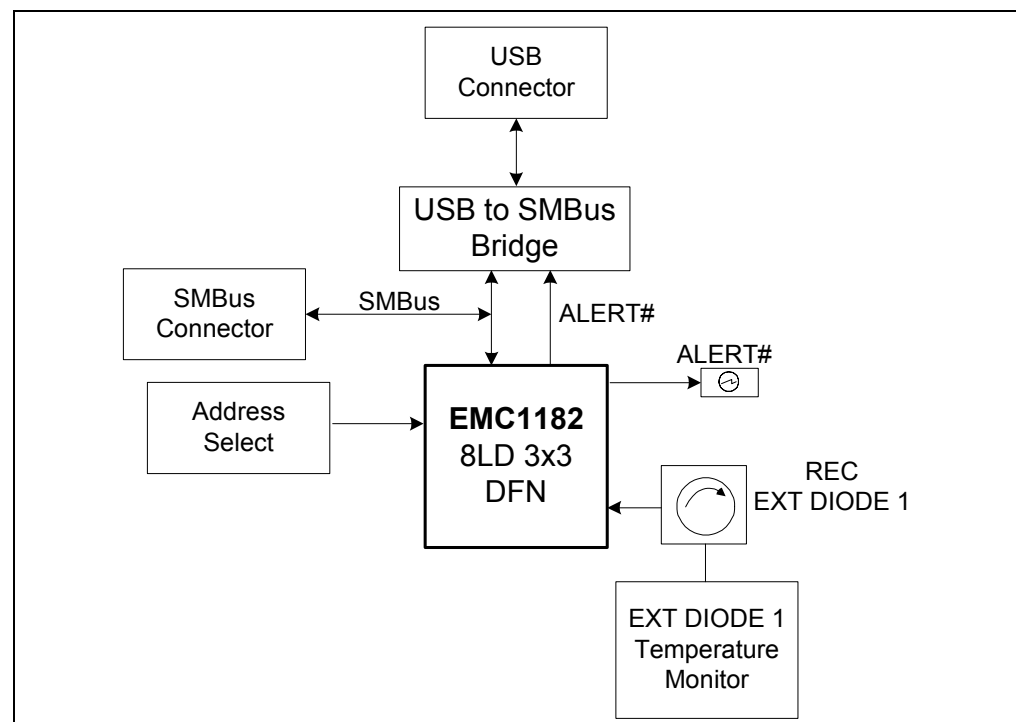 USB
Connector
USB to SMBus
Bridge
SMBus
Connector
SMBus
ALERT#
ALERT#
Address
Select
EMC1182
8LD 3x3
DFN
REC
EXT DIODE 1
EXT DIODE 1
Temperature
Monitor